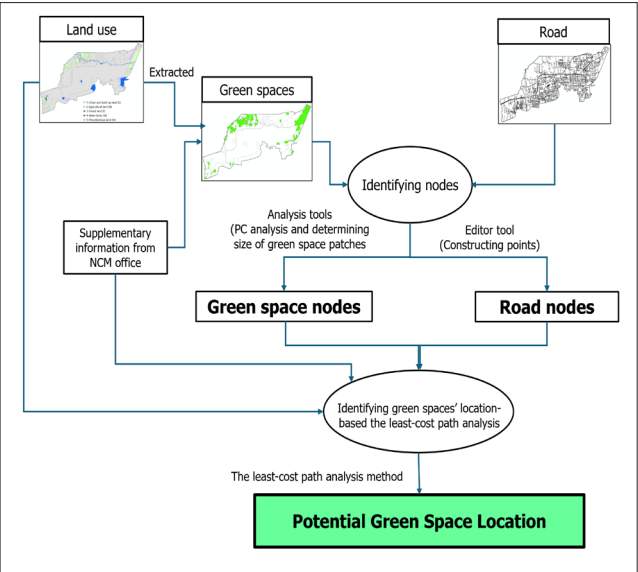 Land use
Road
Extracted
Green spaces
Identifying nodes
Analysis tools
(PC analysis and determining
size of green space patches
Editor tool
(Constructing points)
Supplementary
information from
NCM office
Green space nodes
Road nodes
Identifying green spaces' location-
based the least-cost path analysis
The least-cost path analysis method
Potential Green Space Location